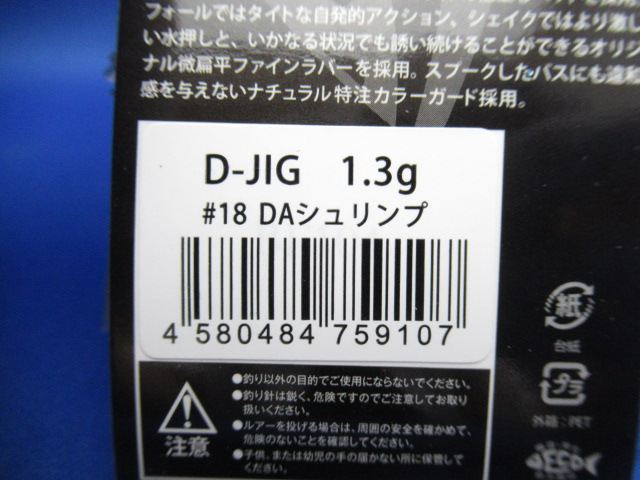 フォールではタイトな自発的アクション、シェイクではより激し
い水押しと、いかなる状況でも誘い続けることができるオリジ
ナル微扁平ファインラバーを採用。スプークしたバスにも違和
感を与えないナチュラル特注カラーガード採用。
D-JIG 1.3g
#18 DAシュリンプ
4 580484 759107
●釣り以外の目的でご使用にならないでください。
●釣り針は鋭く、危険ですのでご注意してお取り
扱いください。
●ルアーを投げる場合は、周囲の安全を確かめて、
危険のないことを確認してください。
●子供、または幼児の手の届かない所に保管して
ください。
注意
紙
台紙
プラ
外箱：PET
ECO